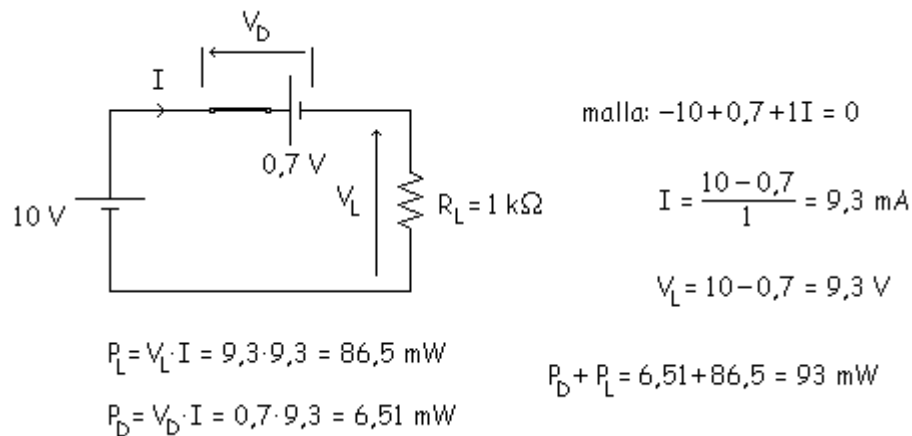 V_D
I
0,7 V
10 V
V_L
R_L = 1 kΩ
malla: −10+0,7+1I = 0
I = \frac{10−0,7}{1} = 9,3 mA
V_L = 10−0,7 = 9,3 V
P_L = V_L·I = 9,3·9,3 = 86,5 mW
P_D = V_D·I = 0,7·9,3 = 6,51 mW
P_D + P_L = 6,51+86,5 = 93 mW